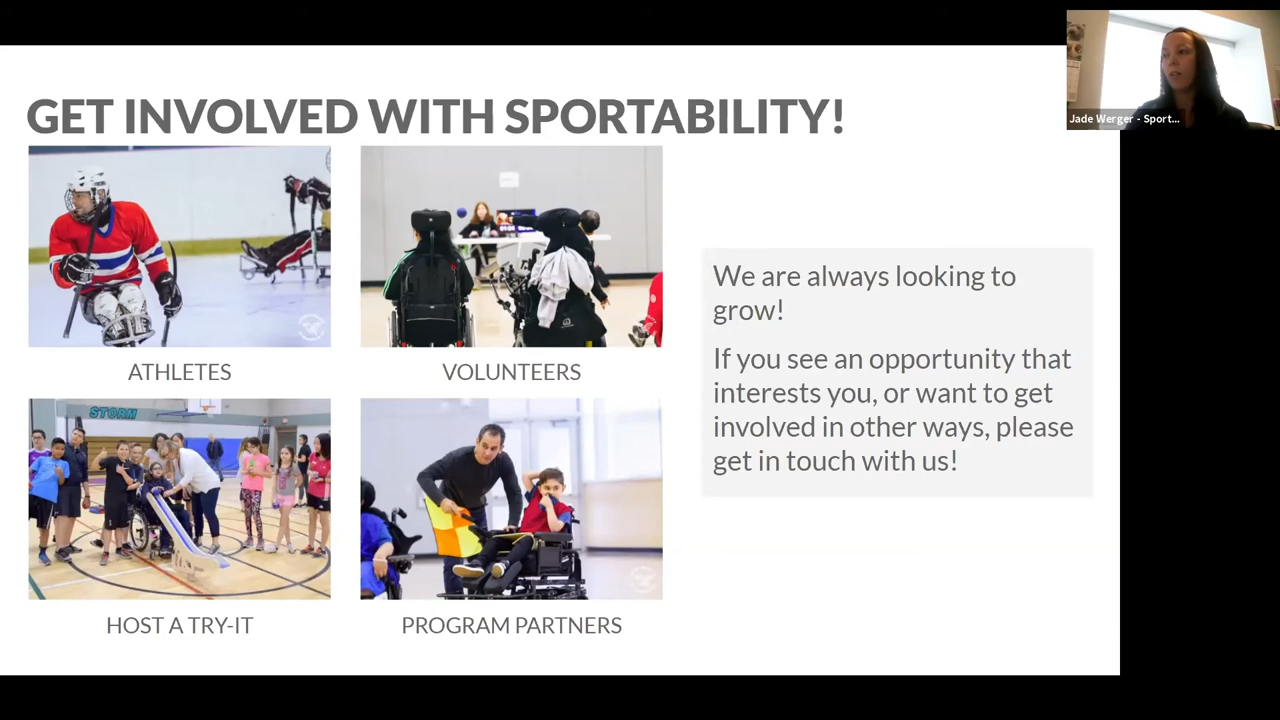 GET INVOLVED WITH SPORTABILITY!
Jade Werger - Sport...
ATHLETES
VOLUNTEERS
We are always looking to
grow!
If you see an opportunity that
interests you, or want to get
involved in other ways, please
get in touch with us!
STORM
HOST A TRY-IT
PROGRAM PARTNERS